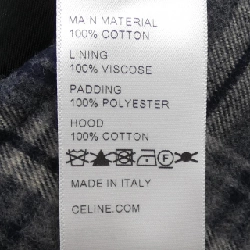 MAIN MATERIAL
100% COTTON
LINING
100% VISCOSE
PADDING
100% POLYESTER
HOOD
100% COTTON
MADE IN ITALY
CELINE.COM